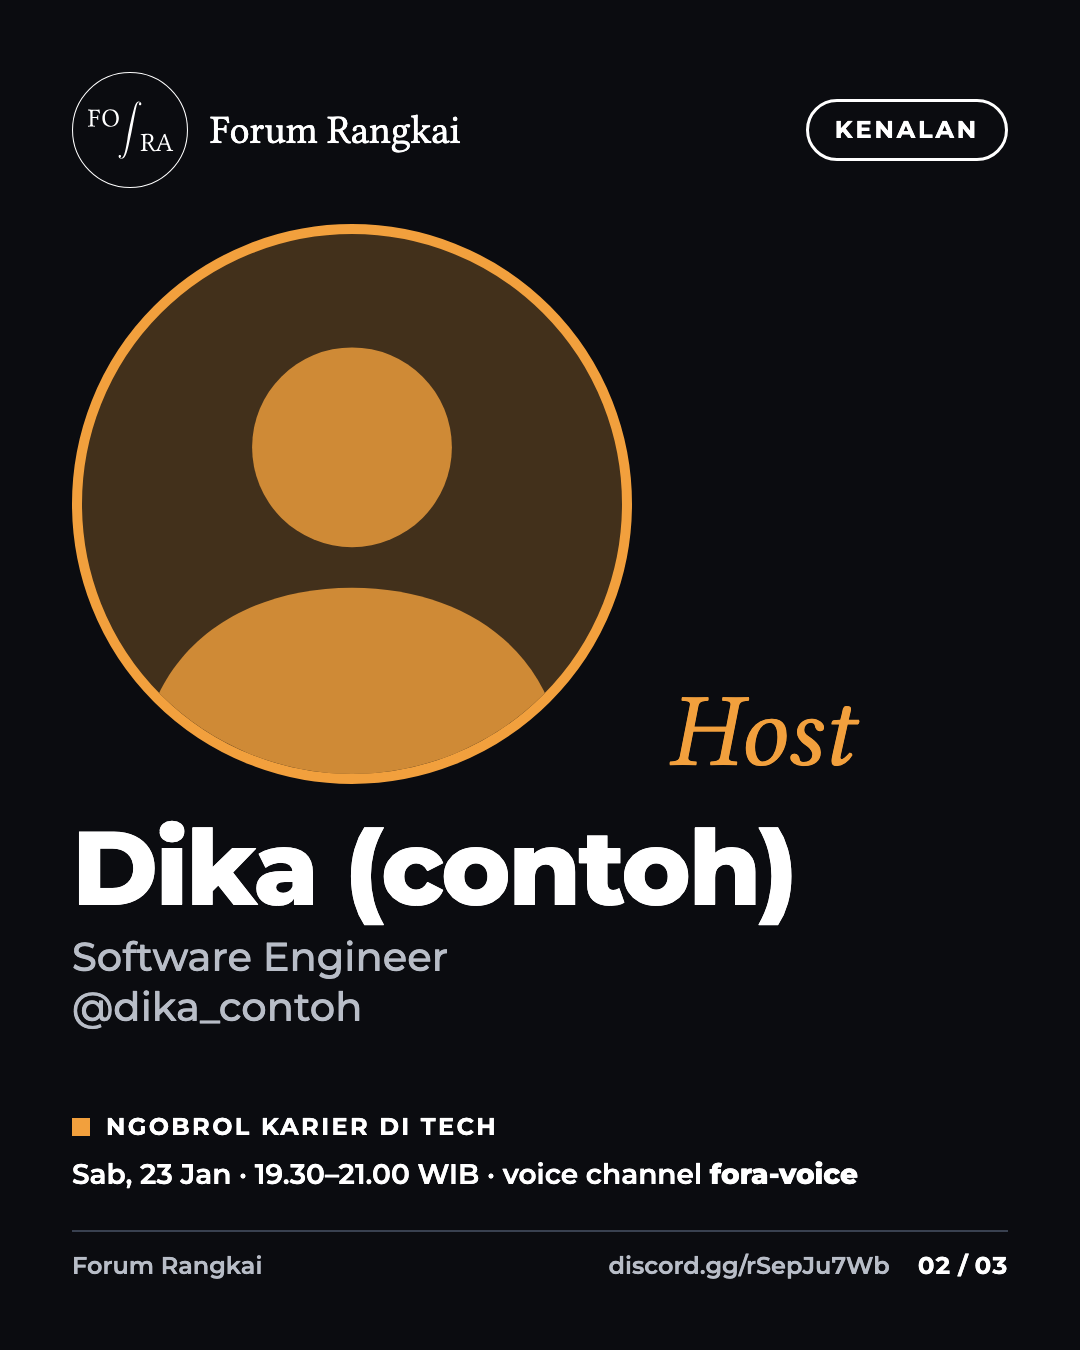 FO
RA
Forum Rangkai
KENALAN
Host
Dika (contoh)
Software Engineer
@dika_contoh
NGOBROL KARIER DI TECH
Sab, 23 Jan · 19.30–21.00 WIB · voice channel fora-voice
Forum Rangkai
discord.gg/rSepJu7Wb
02 / 03